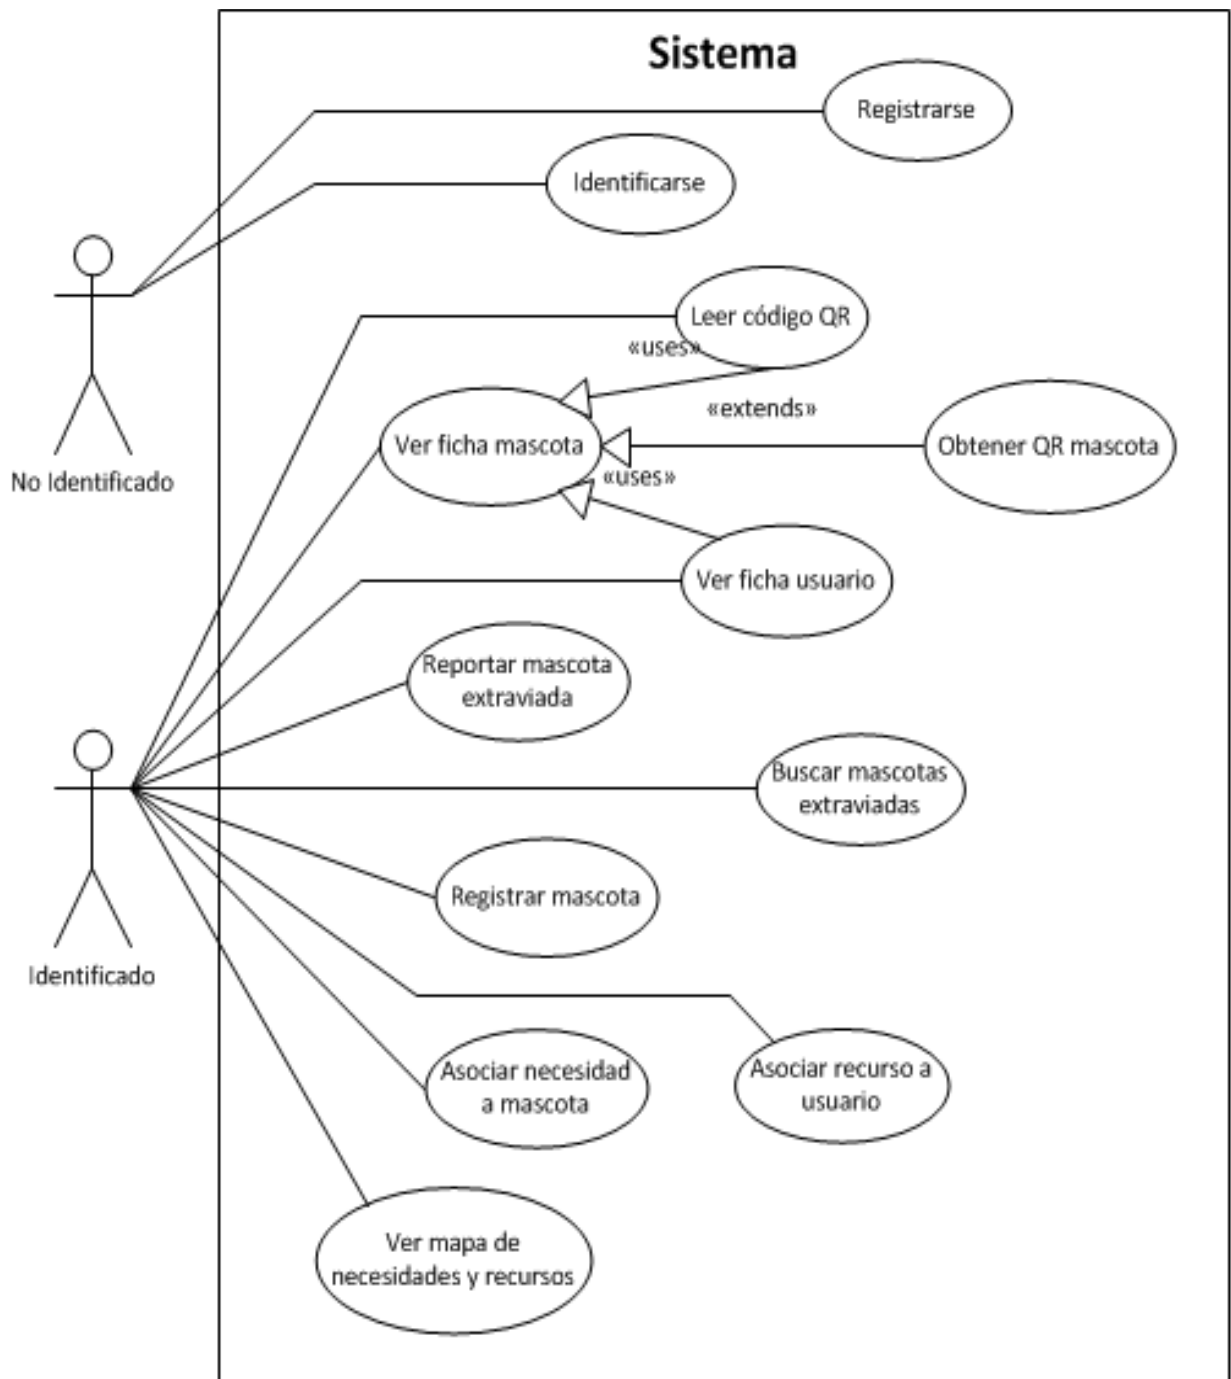 Sistema
Registrarse
Identificarse
No Identificado
Leer código QR
«uses»
«extends»
Ver ficha mascota
Obtener QR mascota
«uses»
Ver ficha usuario
Reportar mascota
extraviada
Buscar mascotas
extraviadas
Registrar mascota
Identificado
Asociar necesidad
a mascota
Asociar recurso a
usuario
Ver mapa de
necesidades y recursos